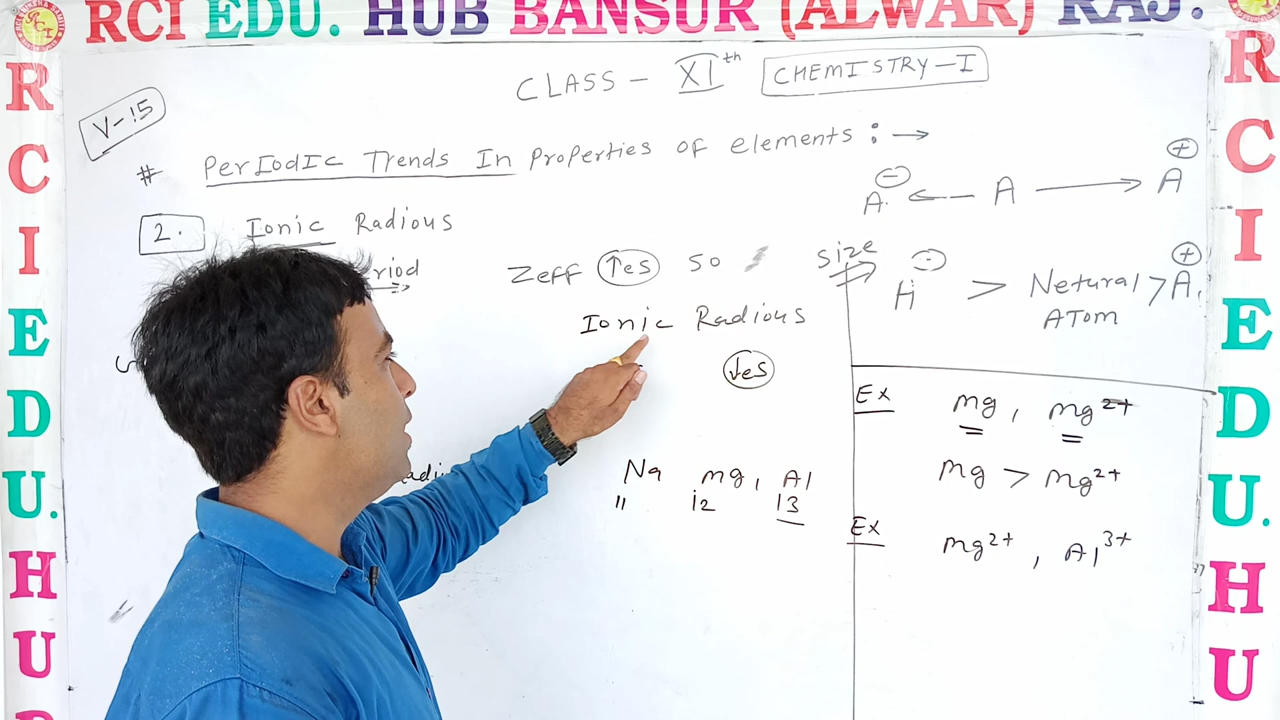 RCI EDU. HUB BANSUR (ALWAR) RAJ.
R
C
I
E
D
U.
H
U
CLASS – XIth CHEMISTRY–I
V-15
# PerIodIc Trends In Properties of elements : →
2. Ionic Radious
Zeff ↑es so
Ionic Radious
↓es
Na mg, Al
11 12 13
A⊖ ← A → A⊕
size
⇒ A⊖ > Netural ATom > A⊕
Ex mg, mg2+
mg > mg2+
Ex mg2+, Al3+
R
C
I
E
D
U.
H
U